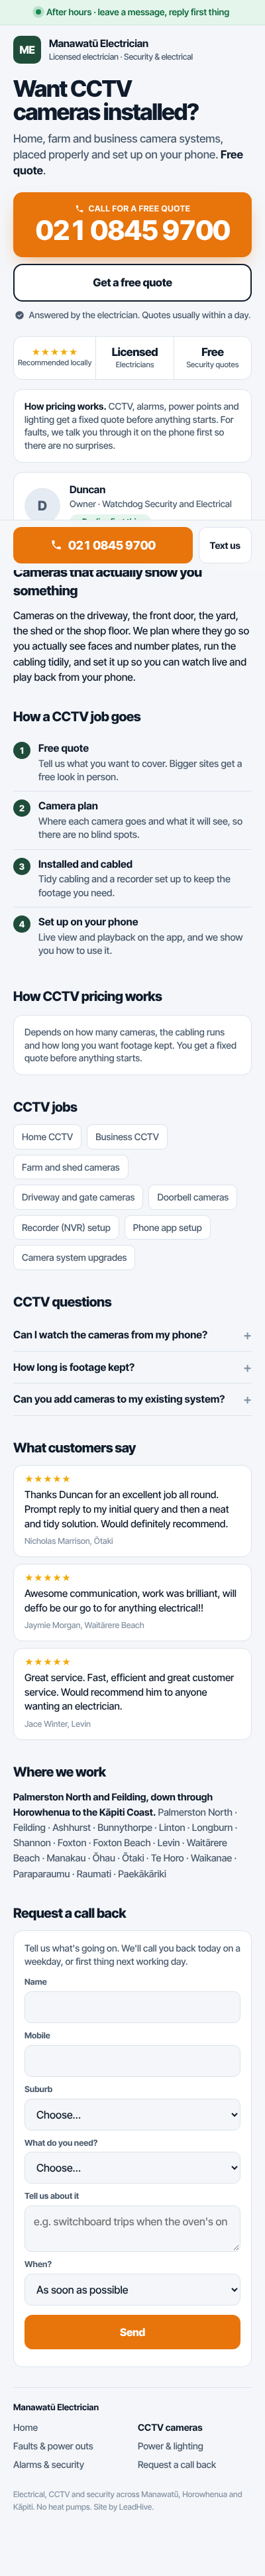 After hours · leave a message, reply first thing
ME
Manawatū Electrician
Licensed electrician · Security & electrical
Want CCTV
cameras installed?
Home, farm and business camera systems,
placed properly and set up on your phone. Free
quote.
CALL FOR A FREE QUOTE
021 0845 9700
Get a free quote
Answered by the electrician. Quotes usually within a day.
★★★★★
Recommended locally
Licensed
Electricians
Free
Security quotes
How pricing works. CCTV, alarms, power points and
lighting get a fixed quote before anything starts. For
faults, we talk you through it on the phone first so
there are no surprises.
D
Duncan
Owner · Watchdog Security and Electrical
021 0845 9700
Text us
Cameras that actually show you
something
Cameras on the driveway, the front door, the yard,
the shed or the shop floor. We plan where they go so
you actually see faces and number plates, run the
cabling tidily, and set it up so you can watch live and
play back from your phone.
How a CCTV job goes
1
Free quote
Tell us what you want to cover. Bigger sites get a
free look in person.
2
Camera plan
Where each camera goes and what it will see, so
there are no blind spots.
3
Installed and cabled
Tidy cabling and a recorder set up to keep the
footage you need.
4
Set up on your phone
Live view and playback on the app, and we show
you how to use it.
How CCTV pricing works
Depends on how many cameras, the cabling runs
and how long you want footage kept. You get a fixed
quote before anything starts.
CCTV jobs
Home CCTV
Business CCTV
Farm and shed cameras
Driveway and gate cameras
Doorbell cameras
Recorder (NVR) setup
Phone app setup
Camera system upgrades
CCTV questions
Can I watch the cameras from my phone? +
How long is footage kept? +
Can you add cameras to my existing system? +
What customers say
★★★★★
Thanks Duncan for an excellent job all round.
Prompt reply to my initial query and then a neat
and tidy solution. Would definitely recommend.
Nicholas Marrison, Ōtaki
★★★★★
Awesome communication, work was brilliant, will
deffo be our go to for anything electrical!!
Jaymie Morgan, Waitārere Beach
★★★★★
Great service. Fast, efficient and great customer
service. Would recommend him to anyone
wanting an electrician.
Jace Winter, Levin
Where we work
Palmerston North and Feilding, down through
Horowhenua to the Kāpiti Coast. Palmerston North ·
Feilding · Ashhurst · Bunnythorpe · Linton · Longburn ·
Shannon · Foxton · Foxton Beach · Levin · Waitārere
Beach · Manakau · Ōhau · Ōtaki · Te Horo · Waikanae ·
Paraparaumu · Raumati · Paekākāriki
Request a call back
Tell us what's going on. We'll call you back today on a
weekday, or first thing next working day.
Name
Mobile
Suburb
Choose...
What do you need?
Choose...
Tell us about it
e.g. switchboard trips when the oven's on
When?
As soon as possible
Send
Manawatū Electrician
Home
CCTV cameras
Faults & power outs
Power & lighting
Alarms & security
Request a call back
Electrical, CCTV and security across Manawatū, Horowhenua and
Kāpiti. No heat pumps. Site by LeadHive.